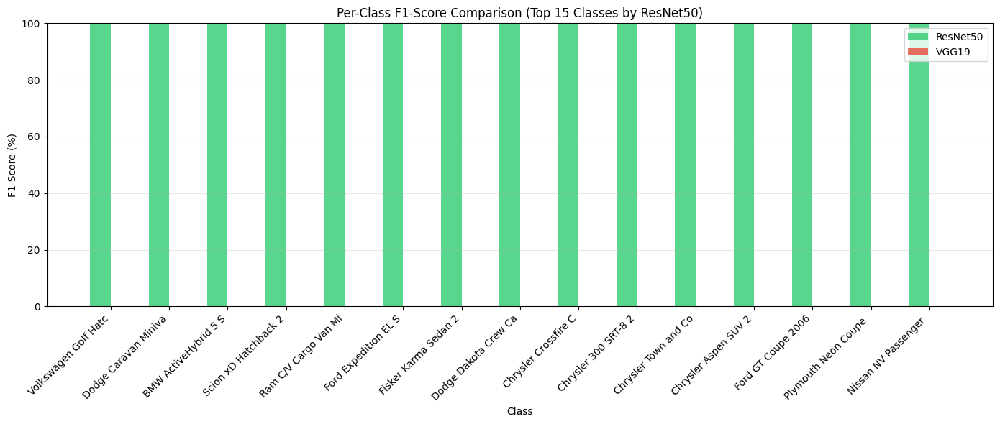 Per-Class F1-Score Comparison (Top 15 Classes by ResNet50)
ResNet50
VGG19
F1-Score (%)
100
80
60
40
20
0
Volkswagen Golf Hatc
Dodge Caravan Miniva
BMW ActiveHybrid 5 S
Scion xD Hatchback 2
Ram C/V Cargo Van Mi
Ford Expedition EL S
Fisker Karma Sedan 2
Dodge Dakota Crew Ca
Chrysler Crossfire C
Chrysler 300 SRT-8 2
Chrysler Town and Co
Chrysler Aspen SUV 2
Ford GT Coupe 2006
Plymouth Neon Coupe
Nissan NV Passenger
Class